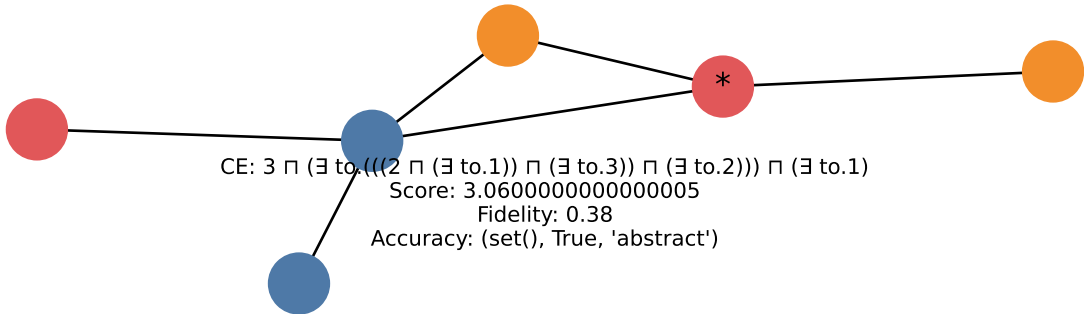 *
CE: 3 ⊓ (∃ to.(((2 ⊓ (∃ to.1)) ⊓ (∃ to.3)) ⊓ (∃ to.2))) ⊓ (∃ to.1)
Score: 3.0600000000000005
Fidelity: 0.38
Accuracy: (set(), True, 'abstract')